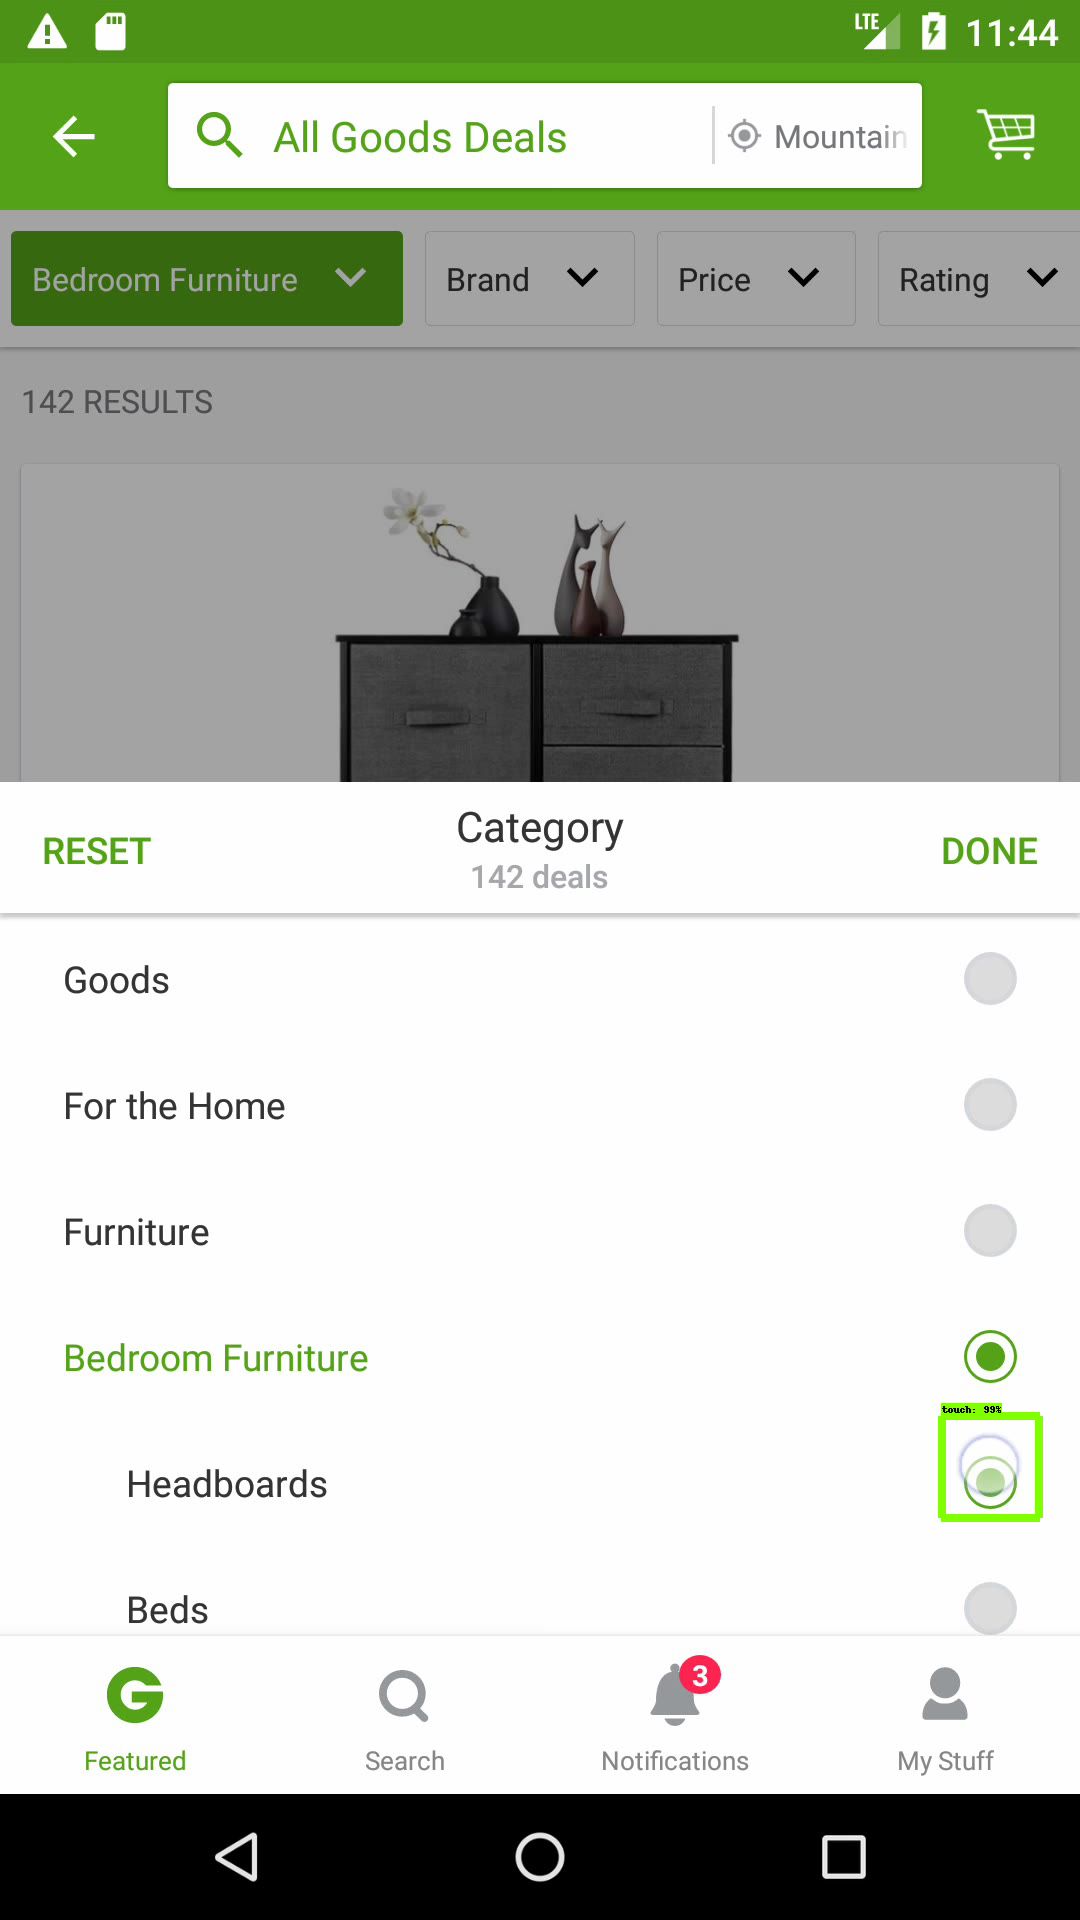 LTE 11:44
All Goods Deals Mountain
Bedroom Furniture Brand Price Rating
142 RESULTS
Category
RESET DONE
142 deals
Goods
For the Home
Furniture
Bedroom Furniture
touch: 99%
Headboards
Beds
3
Featured Search Notifications My Stuff